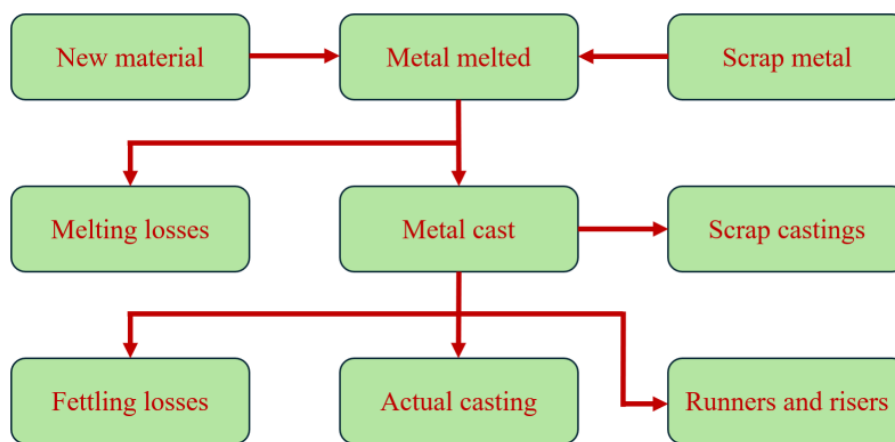 New material
Metal melted
Scrap metal
Melting losses
Metal cast
Scrap castings
Fettling losses
Actual casting
Runners and risers